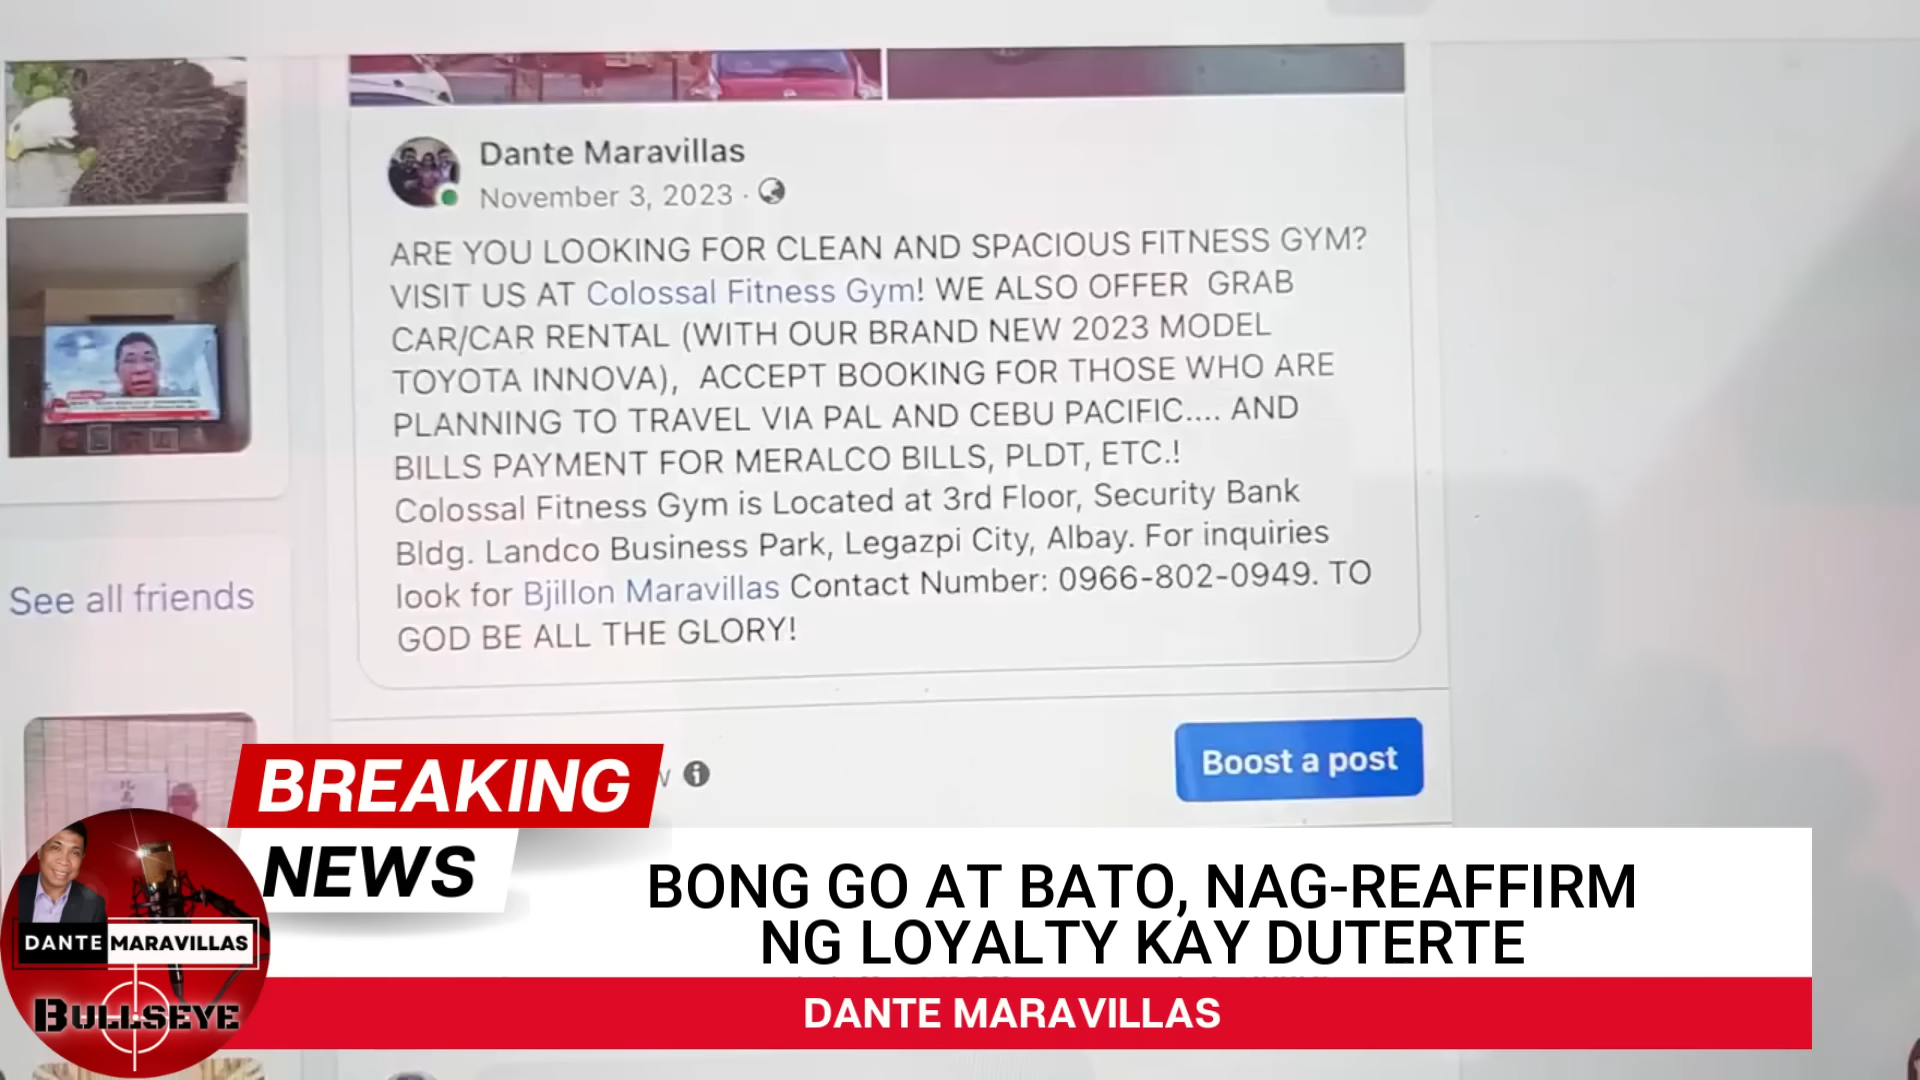 Dante Maravillas
November 3, 2023
ARE YOU LOOKING FOR CLEAN AND SPACIOUS FITNESS GYM?
VISIT US AT Colossal Fitness Gym! WE ALSO OFFER GRAB
CAR/CAR RENTAL (WITH OUR BRAND NEW 2023 MODEL
TOYOTA INNOVA), ACCEPT BOOKING FOR THOSE WHO ARE
PLANNING TO TRAVEL VIA PAL AND CEBU PACIFIC.... AND
BILLS PAYMENT FOR MERALCO BILLS, PLDT, ETC.!
Colossal Fitness Gym is Located at 3rd Floor, Security Bank
Bldg. Landco Business Park, Legazpi City, Albay. For inquiries
look for Bjillon Maravillas Contact Number: 0966-802-0949. TO
GOD BE ALL THE GLORY!
See all friends
Boost a post
BREAKING
NEWS
BONG GO AT BATO, NAG-REAFFIRM
NG LOYALTY KAY DUTERTE
DANTE MARAVILLAS
DANTE MARAVILLAS
BULLSEYE